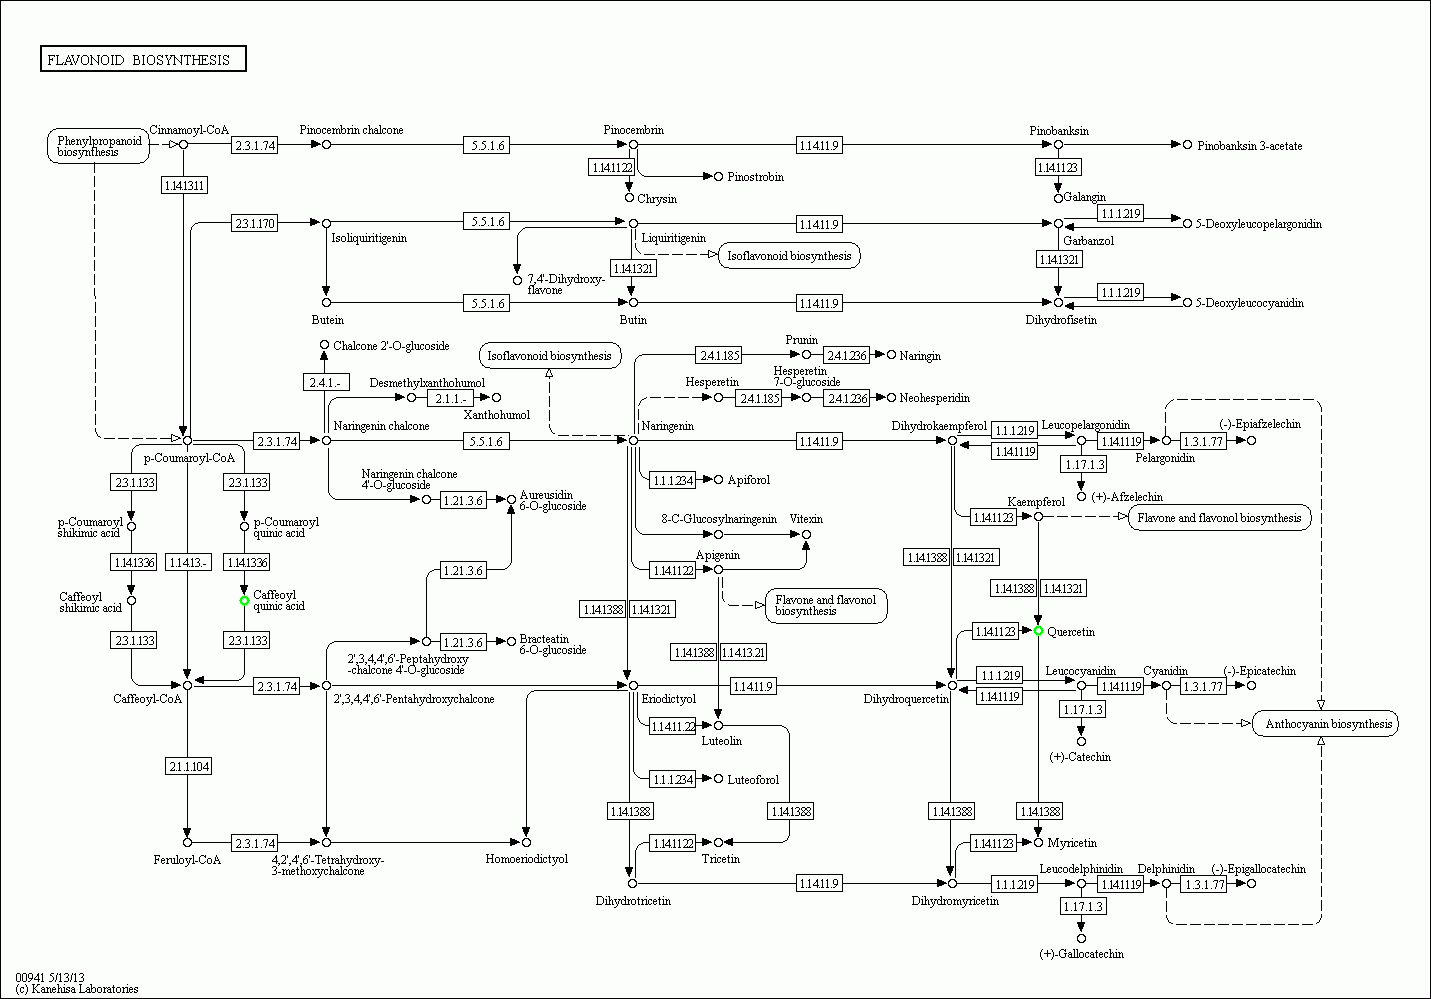 FLAVONOID BIOSYNTHESIS
Phenylpropanoid
biosynthesis
Cinnamoyl-CoA
2.3.1.74
Pinocembrin chalcone
5.5.1.6
Pinocembrin
1.14.11.9
Pinobanksin
Pinobanksin 3-acetate
1.14.13.11
1.14.11.22
Pinostrobin
Chrysin
1.14.11.23
Galangin
2.3.1.170
Isoliquiritigenin
5.5.1.6
Liquiritigenin
1.14.11.9
Garbanzol
1.1.1.219
5-Deoxyleucopelargonidin
Isoflavonoid biosynthesis
1.14.13.21
7,4'-Dihydroxy-
flavone
1.14.13.21
1.1.1.219
5-Deoxyleucocyanidin
Butein
5.5.1.6
Butin
1.14.11.9
Dihydrofisetin
Chalcone 2'-O-glucoside
2.4.1.-
Isoflavonoid biosynthesis
Prunin
2.4.1.185
2.4.1.236
Naringin
Desmethylxanthohumol
2.1.1.-
Xanthohumol
Hesperetin
2.4.1.185
Hesperetin
7-O-glucoside
2.4.1.236
Neohesperidin
p-Coumaroyl-CoA
2.3.1.74
Naringenin chalcone
5.5.1.6
Naringenin
1.14.11.9
Dihydrokaempferol
1.1.1.219
1.14.11.19
Leucopelargonidin
1.14.11.19
Pelargonidin
1.3.1.77
(-)-Epiafzelechin
1.17.1.3
(+)-Afzelechin
2.3.1.133
2.3.1.133
Naringenin chalcone
4'-O-glucoside
1.21.3.6
Aureusidin
6-O-glucoside
1.1.1.234
Apiforol
p-Coumaroyl
shikimic acid
p-Coumaroyl
quinic acid
8-C-Glucosylnaringenin
Vitexin
Kaempferol
1.14.11.23
Flavone and flavonol biosynthesis
1.14.13.36
1.14.13.-
1.14.13.36
1.21.3.6
1.14.11.22
Apigenin
1.14.13.88
1.14.13.21
Caffeoyl
shikimic acid
Caffeoyl
quinic acid
1.14.13.88
1.14.13.21
Flavone and flavonol
biosynthesis
1.14.13.88
1.14.13.21
2.3.1.133
2.3.1.133
1.21.3.6
Bracteatin
6-O-glucoside
1.14.13.88
1.14.13.21
1.14.11.23
Quercetin
2',3,4,4',6'-Peptahydroxy
-chalcone 4'-O-glucoside
Caffeoyl-CoA
2.3.1.74
2',3,4,4',6'-Pentahydroxychalcone
Eriodictyol
1.14.11.9
Dihydroquercetin
1.1.1.219
1.14.11.19
Leucocyanidin
1.14.11.19
Cyanidin
1.3.1.77
(-)-Epicatechin
1.17.1.3
(+)-Catechin
Anthocyanin biosynthesis
1.14.11.22
Luteolin
2.1.1.104
1.1.1.234
Luteoforol
1.14.13.88
1.14.13.88
1.14.13.88
1.14.13.88
Feruloyl-CoA
2.3.1.74
4,2',4',6'-Tetrahydroxy-
3-methoxychalcone
Homoeriodictyol
1.14.11.22
Tricetin
1.14.11.23
Myricetin
Dihydrotricetin
1.14.11.9
Dihydromyricetin
1.1.1.219
Leucodelphinidin
1.14.11.19
Delphinidin
1.3.1.77
(-)-Epigallocatechin
1.17.1.3
(+)-Gallocatechin
00941 5/13/13
(c) Kanehisa Laboratories